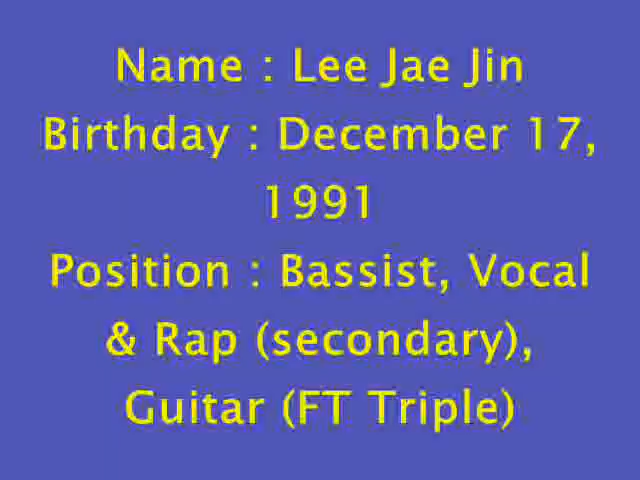 Name : Lee Jae Jin
Birthday : December 17,
1991
Position : Bassist, Vocal
& Rap (secondary),
Guitar (FT Triple)